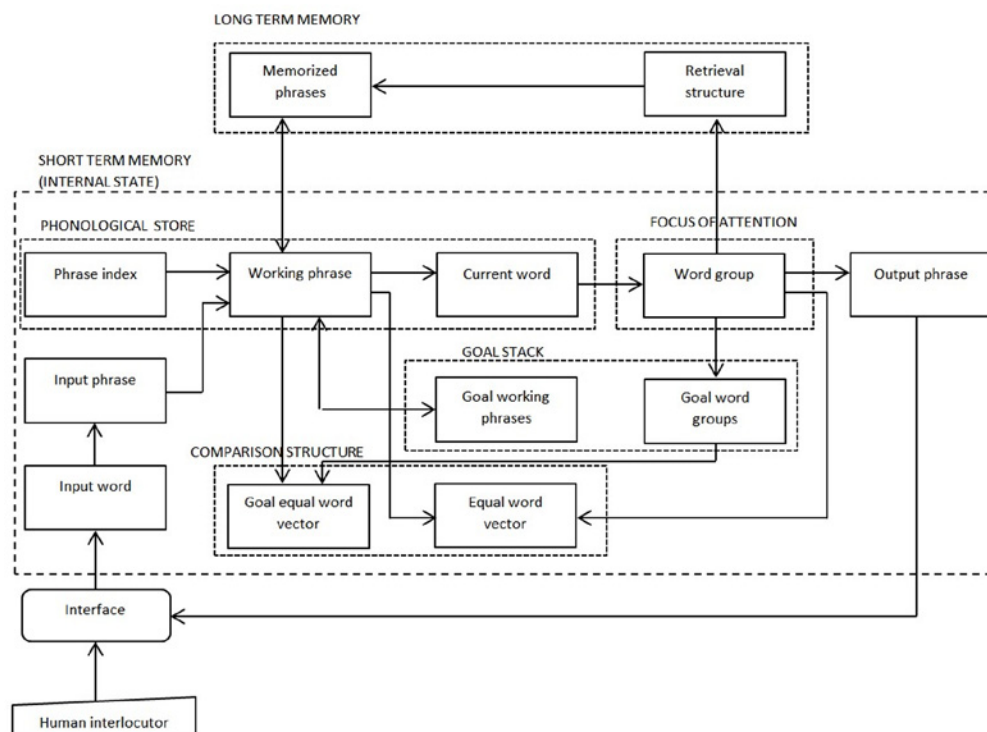 LONG TERM MEMORY
Memorized
phrases
Retrieval
structure
SHORT TERM MEMORY
(INTERNAL STATE)
PHONOLOGICAL STORE
FOCUS OF ATTENTION
Phrase index
Working phrase
Current word
Word group
Output phrase
GOAL STACK
Input phrase
Goal working
phrases
Goal word
groups
COMPARISON STRUCTURE
Input word
Goal equal word
vector
Equal word
vector
Interface
Human interlocutor